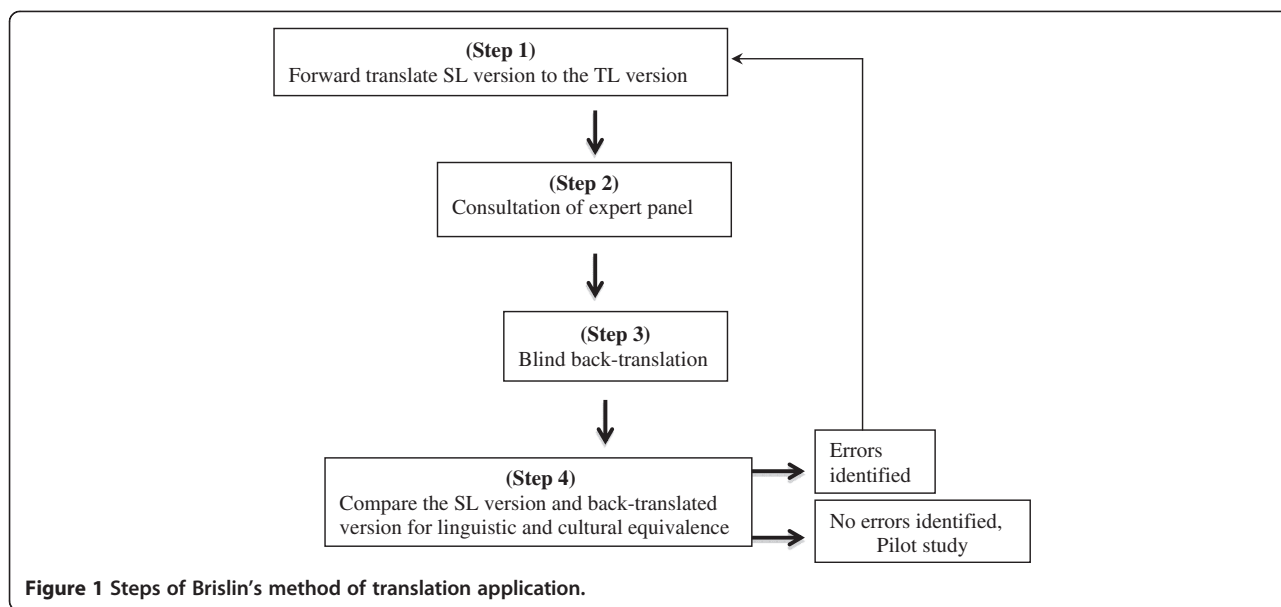 (Step 1)
Forward translate SL version to the TL version
(Step 2)
Consultation of expert panel
(Step 3)
Blind back-translation
(Step 4)
Compare the SL version and back-translated
version for linguistic and cultural equivalence
Errors
identified
No errors identified,
Pilot study
Figure 1 Steps of Brislin’s method of translation application.